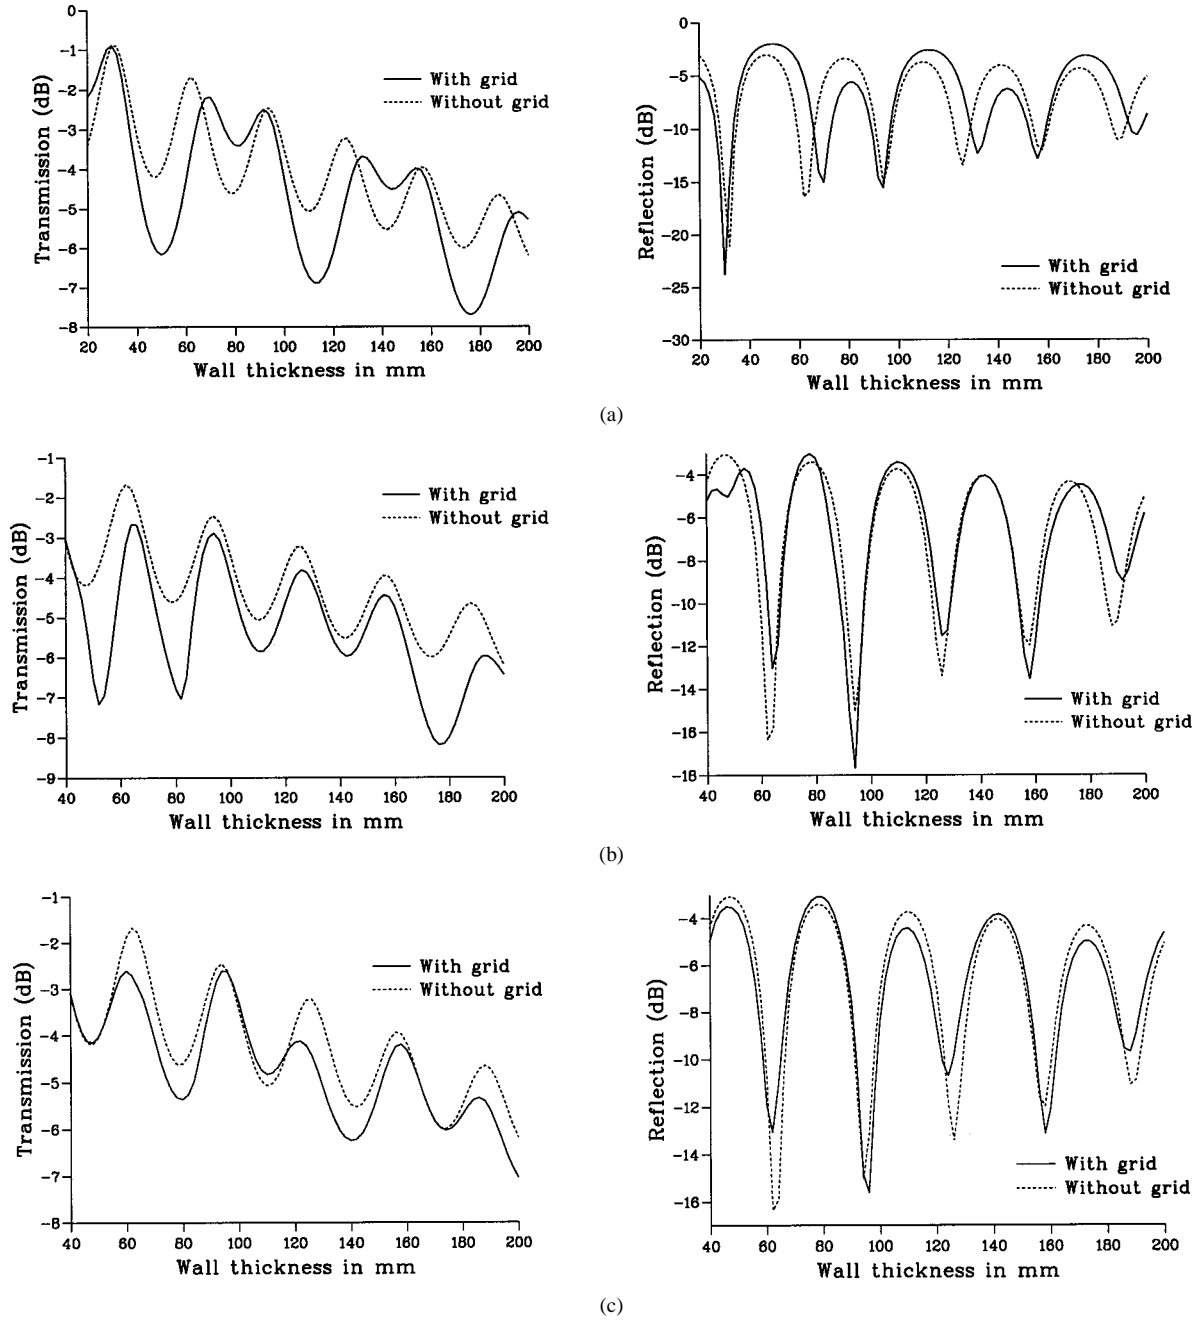 0
−1
−2
−3
−4
−5
−6
−7
−8
Transmission (dB)
With grid
Without grid
20 40 60 80 100 120 140 160 180 200
Wall thickness in mm
0
−5
−10
−15
−20
−25
−30
Reflection (dB)
With grid
Without grid
20 40 60 80 100 120 140 160 180 200
Wall thickness in mm
(a)
−1
−2
−3
−4
−5
−6
−7
−8
−9
Transmission (dB)
With grid
Without grid
40 60 80 100 120 140 160 180 200
Wall thickness in mm
−4
−6
−8
−10
−12
−14
−16
−18
Reflection (dB)
With grid
Without grid
40 60 80 100 120 140 160 180 200
Wall thickness in mm
(b)
−1
−2
−3
−4
−5
−6
−7
−8
Transmission (dB)
With grid
Without grid
40 60 80 100 120 140 160 180 200
Wall thickness in mm
−4
−6
−8
−10
−12
−14
−16
Reflection (dB)
With grid
Without grid
40 60 80 100 120 140 160 180 200
Wall thickness in mm
(c)